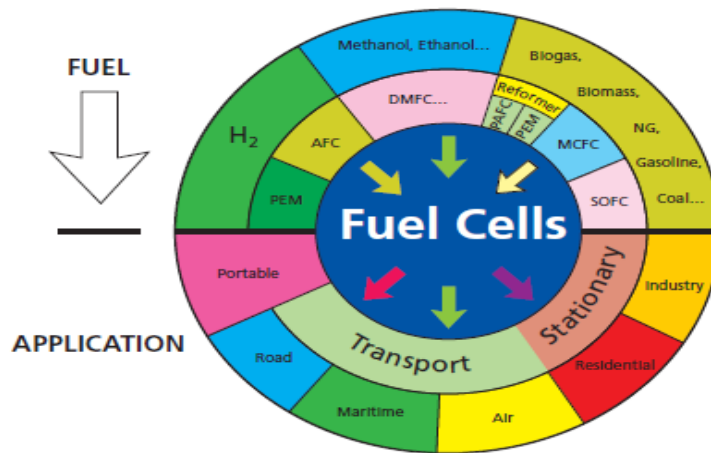 FUEL
Methanol, Ethanol...
Biogas,
Biomass,
NG,
Gasoline,
Coal...
H2
AFC
PEM
DMFC...
Reformer
PAFC
PEM
MCFC
SOFC
Fuel Cells
APPLICATION
Portable
Transport
Stationary
Road
Maritime
Air
Residential
Industry